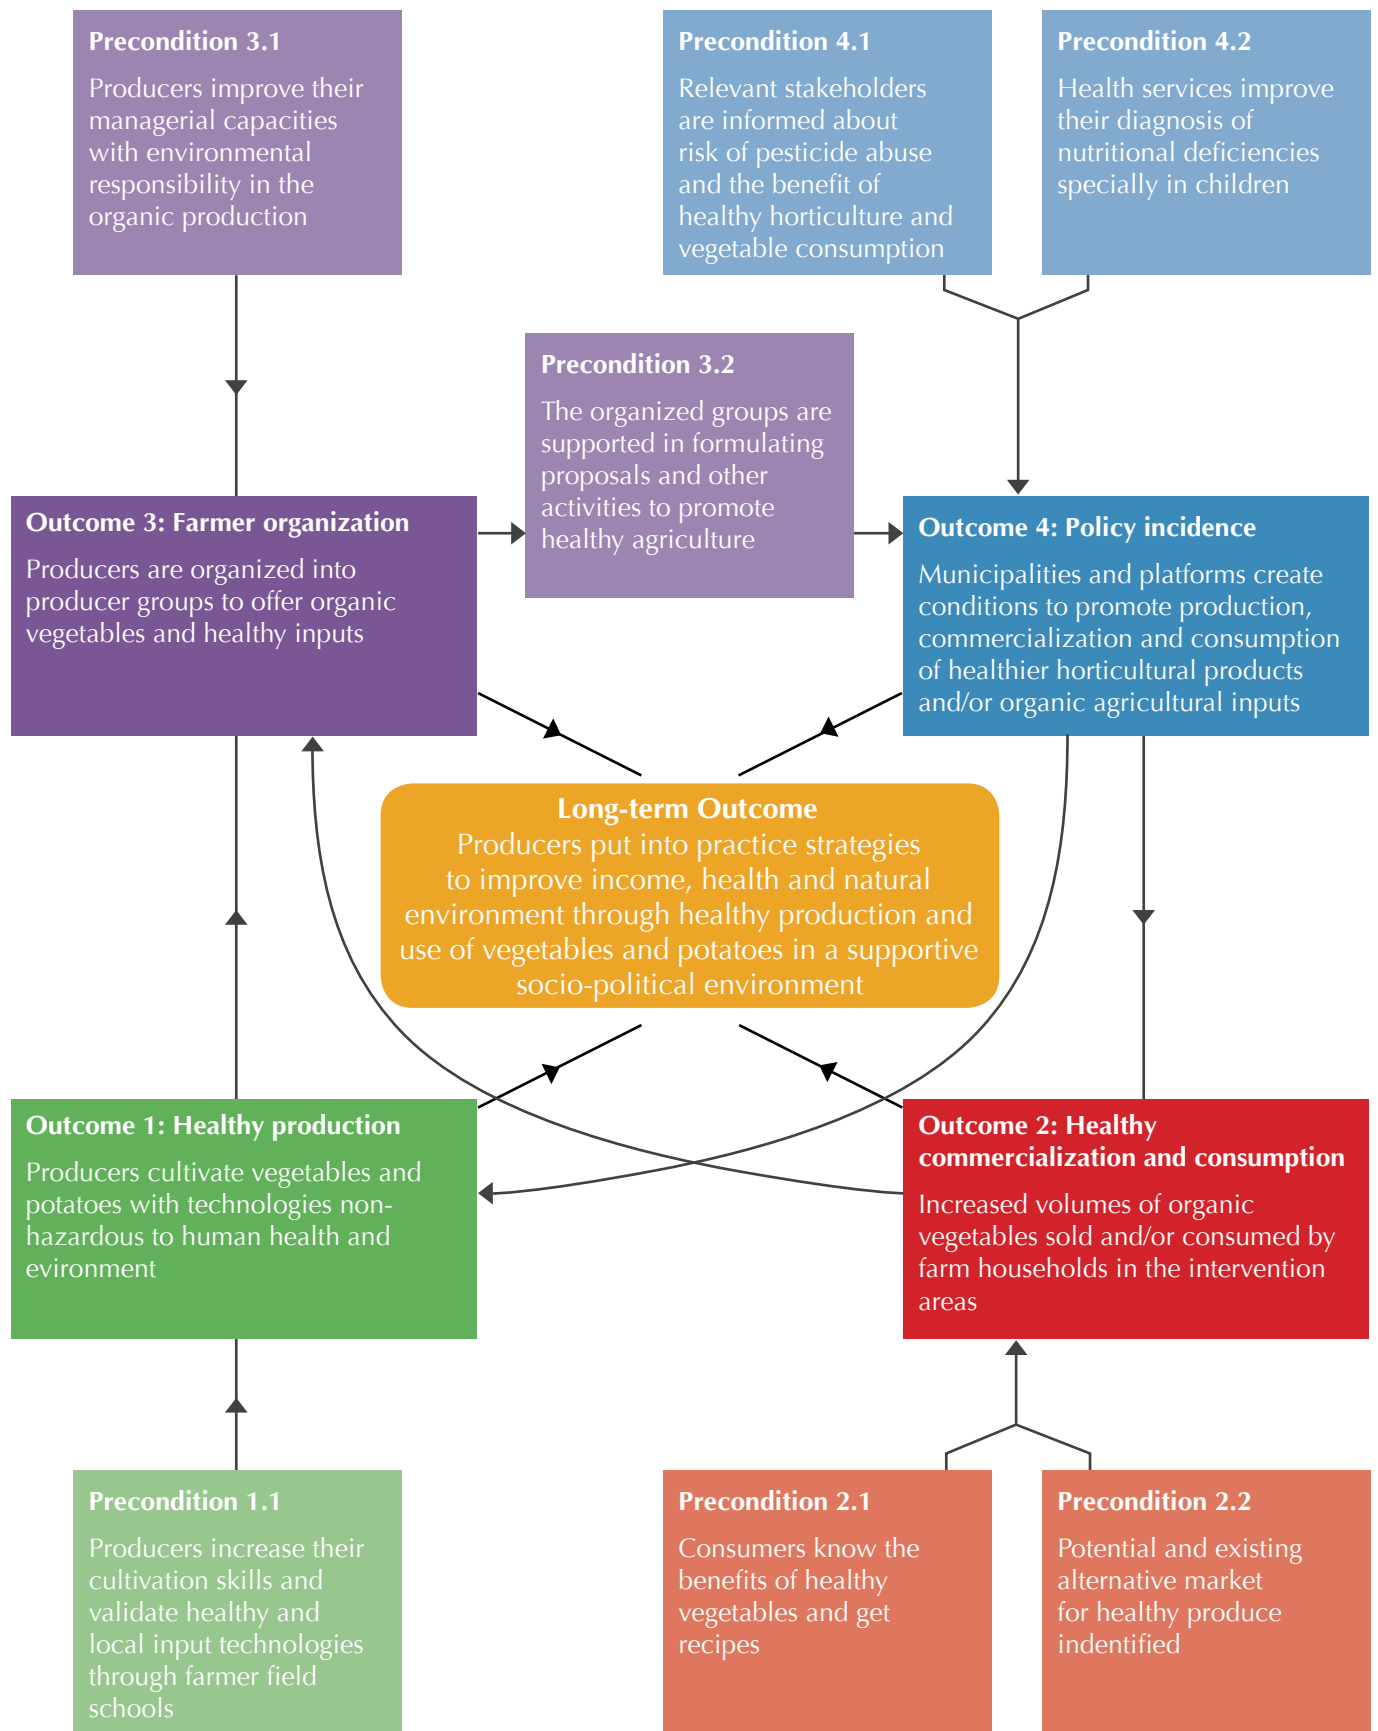 Precondition 3.1
Producers improve their
managerial capacities
with environmental
responsibility in the
organic production
Precondition 4.1
Relevant stakeholders
are informed about
risk of pesticide abuse
and the benefit of
healthy horticulture and
vegetable consumption
Precondition 4.2
Health services improve
their diagnosis of
nutritional deficiencies
specially in children
Precondition 3.2
The organized groups are
supported in formulating
proposals and other
activities to promote
healthy agriculture
Outcome 3: Farmer organization
Producers are organized into
producer groups to offer organic
vegetables and healthy inputs
Outcome 4: Policy incidence
Municipalities and platforms create
conditions to promote production,
commercialization and consumption
of healthier horticultural products
and/or organic agricultural inputs
Long-term Outcome
Producers put into practice strategies
to improve income, health and natural
environment through healthy production and
use of vegetables and potatoes in a supportive
socio-political environment
Outcome 1: Healthy production
Producers cultivate vegetables and
potatoes with technologies non-
hazardous to human health and
evironment
Outcome 2: Healthy
commercialization and consumption
Increased volumes of organic
vegetables sold and/or consumed by
farm households in the intervention
areas
Precondition 1.1
Producers increase their
cultivation skills and
validate healthy and
local input technologies
through farmer field
schools
Precondition 2.1
Consumers know the
benefits of healthy
vegetables and get
recipes
Precondition 2.2
Potential and existing
alternative market
for healthy produce
indentified